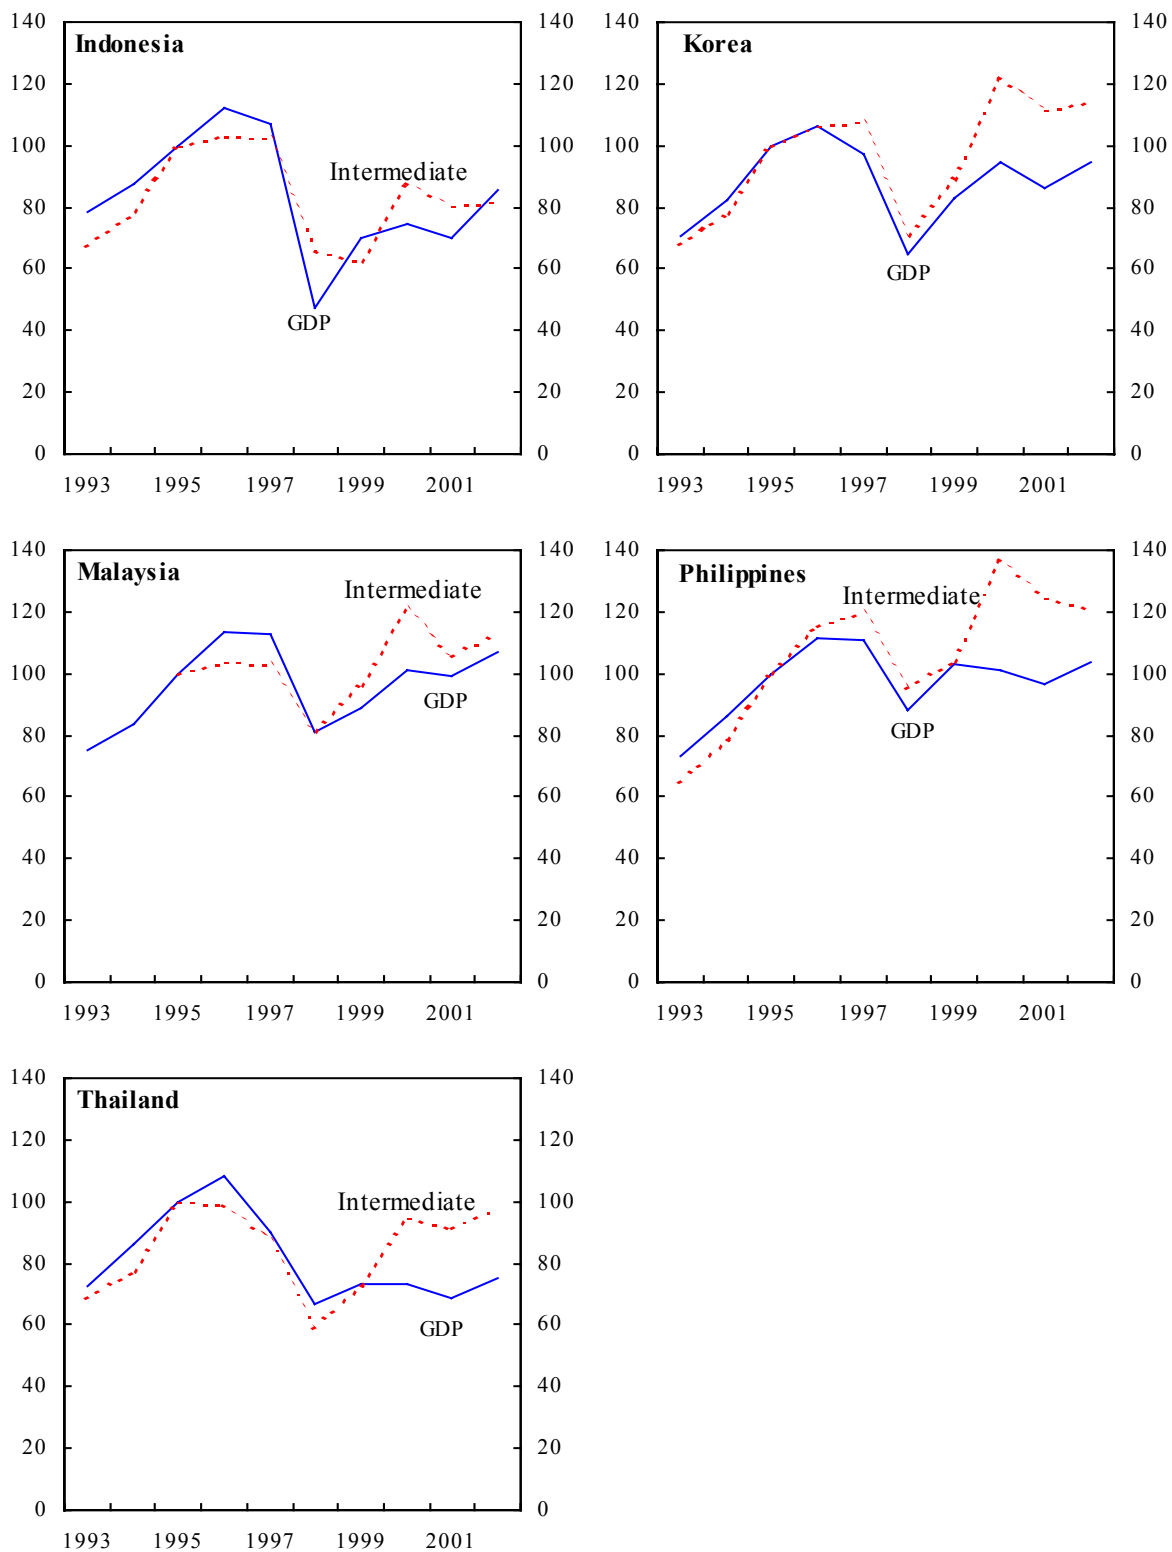 140 140 140 140
Indonesia Korea
120 120 120 120
100 100 100 100
Intermediate
80 80 80 80
60 60 60 60
GDP
GDP
40 40 40 40
20 20 20 20
0 0 0 0
1993 1995 1997 1999 2001 1993 1995 1997 1999 2001
140 140 140 140
Malaysia Philippines
Intermediate Intermediate
120 120 120 120
100 100 100 100
GDP
GDP
80 80 80 80
60 60 60 60
40 40 40 40
20 20 20 20
0 0 0 0
1993 1995 1997 1999 2001 1993 1995 1997 1999 2001
140 140
Thailand
120 120
Intermediate
100 100
80 80
60 60
GDP
40 40
20 20
0 0
1993 1995 1997 1999 2001